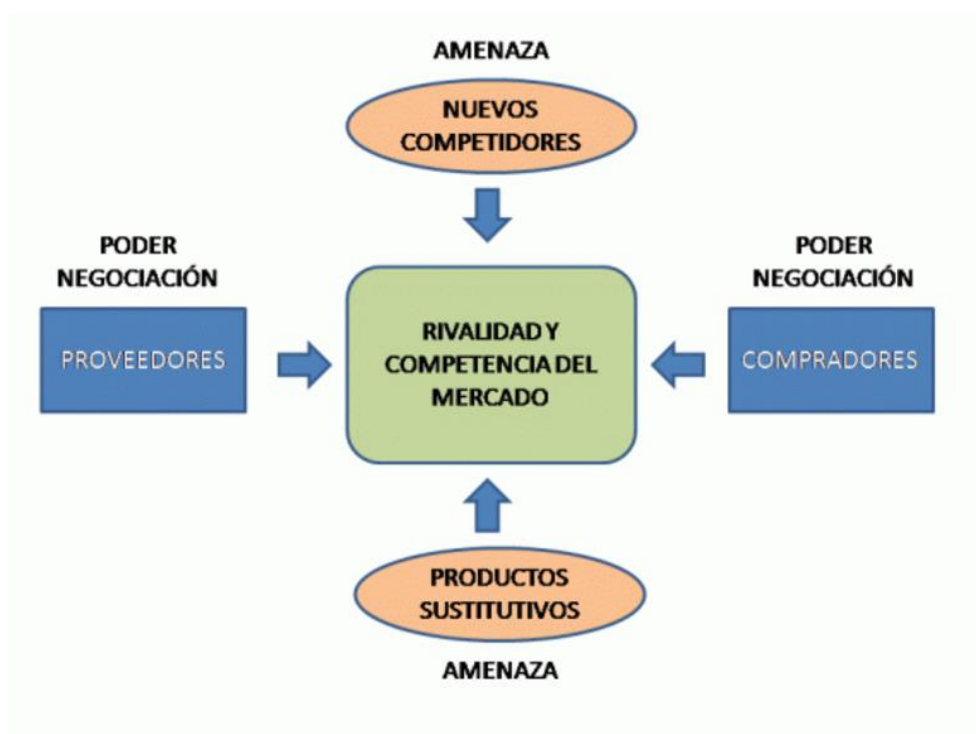 AMENAZA
NUEVOS
COMPETIDORES
PODER
NEGOCIACIÓN
PROVEEDORES
RIVALIDAD Y
COMPETENCIA DEL
MERCADO
PODER
NEGOCIACIÓN
COMPRADORES
PRODUCTOS
SUSTITUTIVOS
AMENAZA